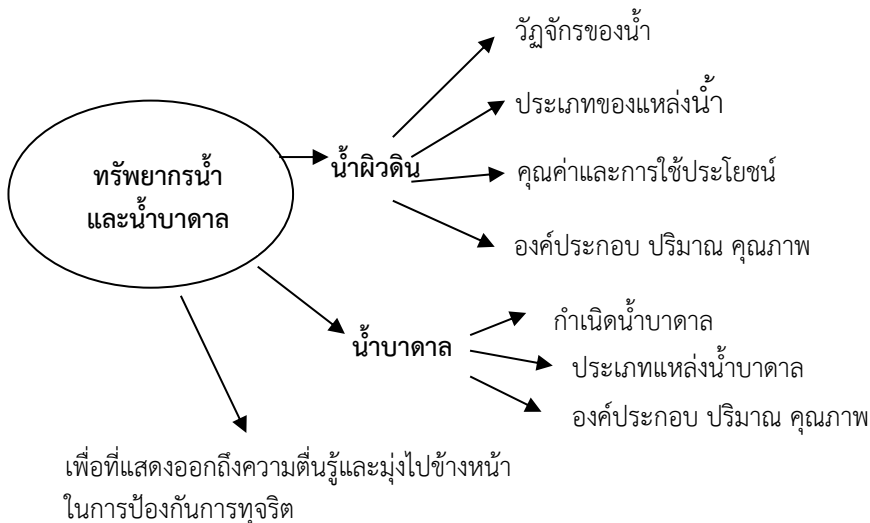 วัฏจักรของน้ำ
ประเภทของแหล่งน้ำ
ทรัพยากรน้ำ
และน้ำบาดาล
น้ำผิวดิน
คุณค่าและการใช้ประโยชน์
องค์ประกอบ ปริมาณ คุณภาพ
กำเนิดน้ำบาดาล
น้ำบาดาล
ประเภทแหล่งน้ำบาดาล
องค์ประกอบ ปริมาณ คุณภาพ
เพื่อที่แสดงออกถึงความตื่นรู้และมุ่งไปข้างหน้า
ในการป้องกันการทุจริต